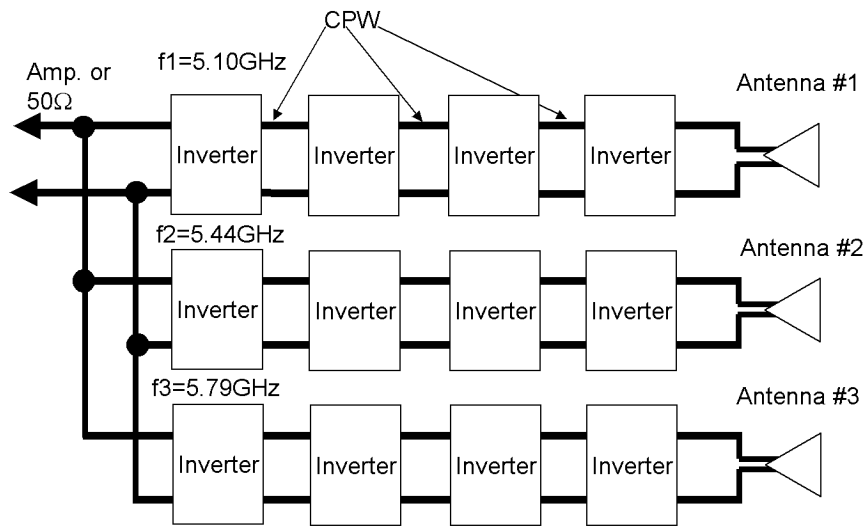 CPW
f1=5.10GHz
Amp. or
50Ω
Antenna #1
Inverter
Inverter
Inverter
Inverter
f2=5.44GHz
Antenna #2
Inverter
Inverter
Inverter
Inverter
f3=5.79GHz
Antenna #3
Inverter
Inverter
Inverter
Inverter